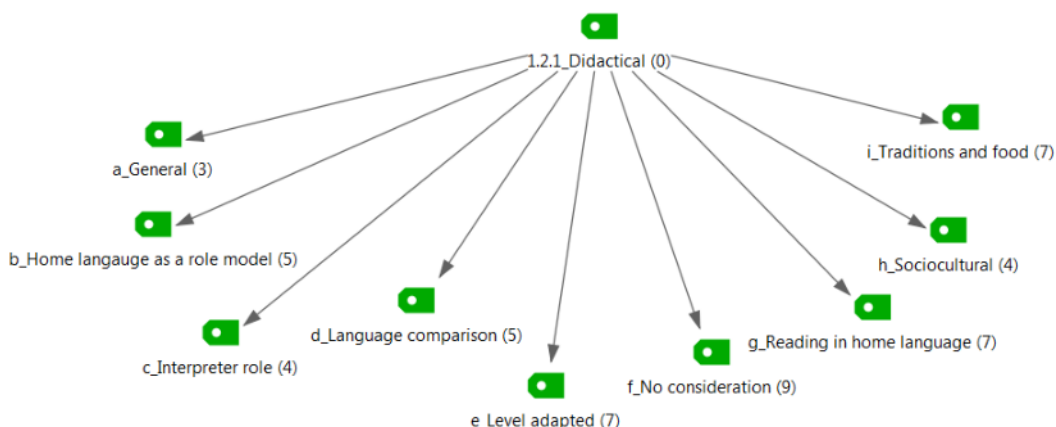 1.2.1_Didactical (0)
a_General (3)
b_Home langauge as a role model (5)
c_Interpreter role (4)
d_Language comparison (5)
e_Level adapted (7)
f_No consideration (9)
g_Reading in home language (7)
h_Sociocultural (4)
i_Traditions and food (7)